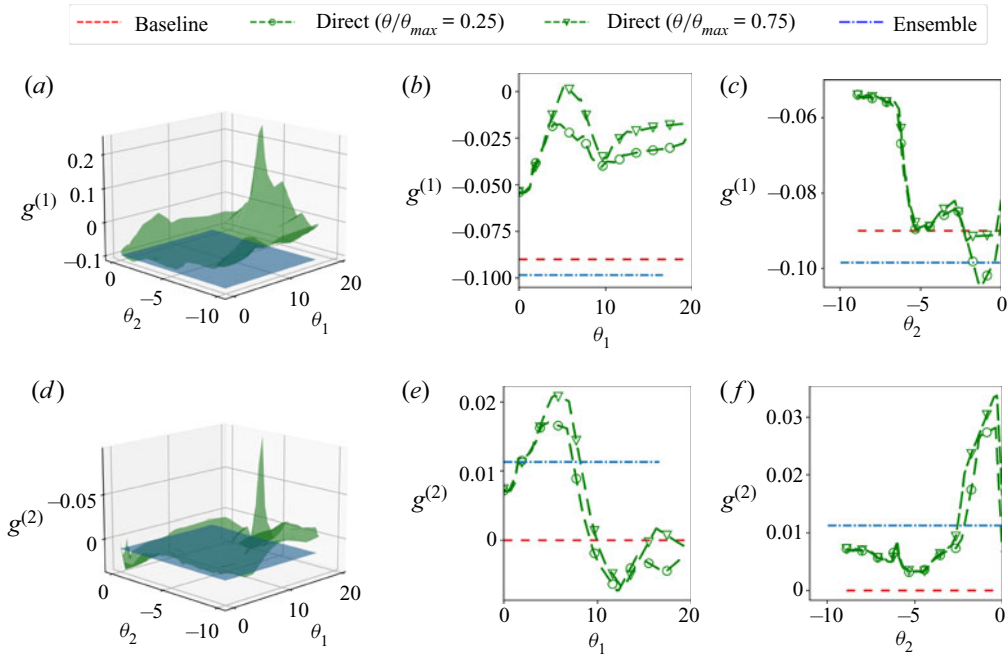 Baseline Direct (θ/θmax = 0.25) Direct (θ/θmax = 0.75) Ensemble
(a) (b) (c)
0.2
0.1
0
–0.1
g(1)
0
–5
–10
θ2
0
10
20
θ1
0
–0.025
–0.050
–0.075
–0.100
g(1)
0
10
20
θ1
–0.06
–0.08
–0.10
g(1)
–10
–5
0
θ2
(d) (e) (f)
–0.05
0
g(2)
0
–5
–10
θ2
0
10
20
θ1
0.02
0.01
0
g(2)
0
10
20
θ1
0.03
0.02
0.01
0
g(2)
–10
–5
0
θ2